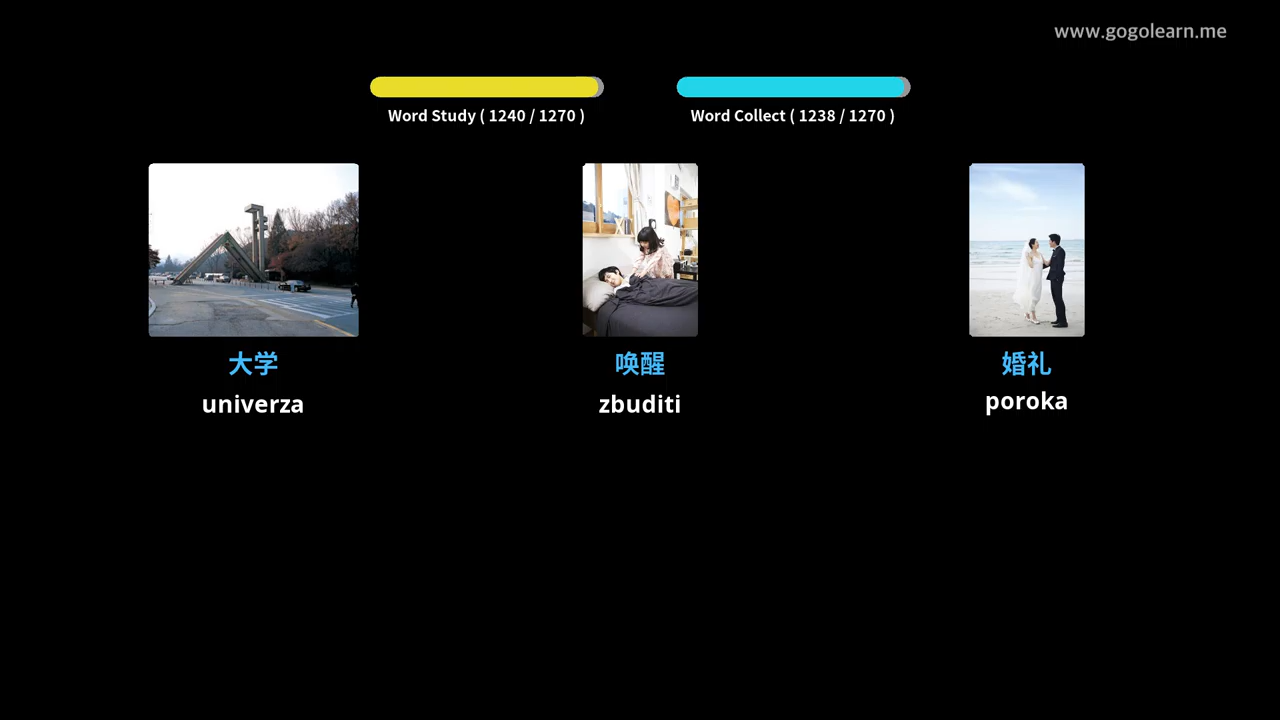 www.gogolearn.me
Word Study ( 1240 / 1270 )
Word Collect ( 1238 / 1270 )
大学
univerza
唤醒
zbuditi
婚礼
poroka